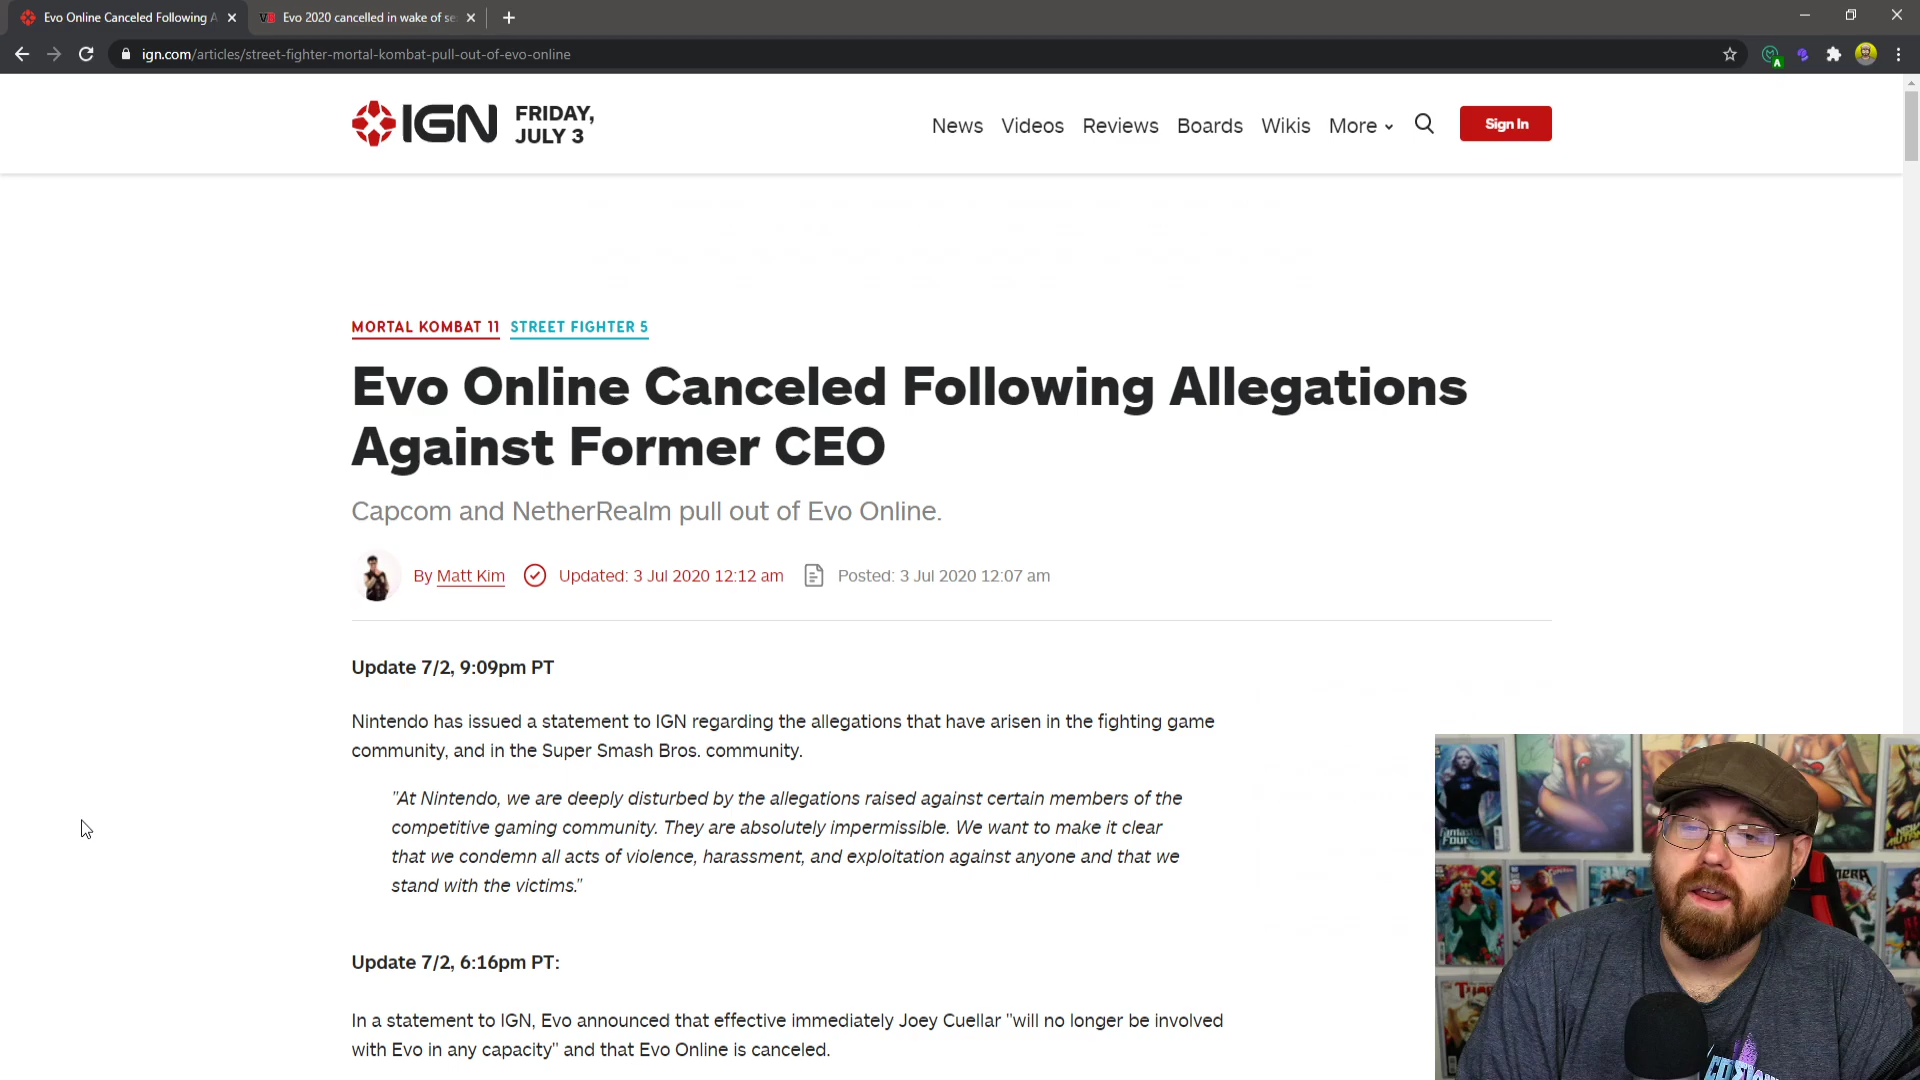 Evo Online Canceled Following A
Evo 2020 cancelled in wake of se
ign.com/articles/street-fighter-mortal-kombat-pull-out-of-evo-online
IGN
FRIDAY,
JULY 3
News Videos Reviews Boards Wikis More
Sign In
MORTAL KOMBAT 11 STREET FIGHTER 5
Evo Online Canceled Following Allegations
Against Former CEO
Capcom and NetherRealm pull out of Evo Online.
By Matt Kim Updated: 3 Jul 2020 12:12 am Posted: 3 Jul 2020 12:07 am
Update 7/2, 9:09pm PT
Nintendo has issued a statement to IGN regarding the allegations that have arisen in the fighting game
community, and in the Super Smash Bros. community.
"At Nintendo, we are deeply disturbed by the allegations raised against certain members of the
competitive gaming community. They are absolutely impermissible. We want to make it clear
that we condemn all acts of violence, harassment, and exploitation against anyone and that we
stand with the victims."
Update 7/2, 6:16pm PT:
In a statement to IGN, Evo announced that effective immediately Joey Cuellar "will no longer be involved
with Evo in any capacity" and that Evo Online is canceled.
FANTASTIC
FOUR